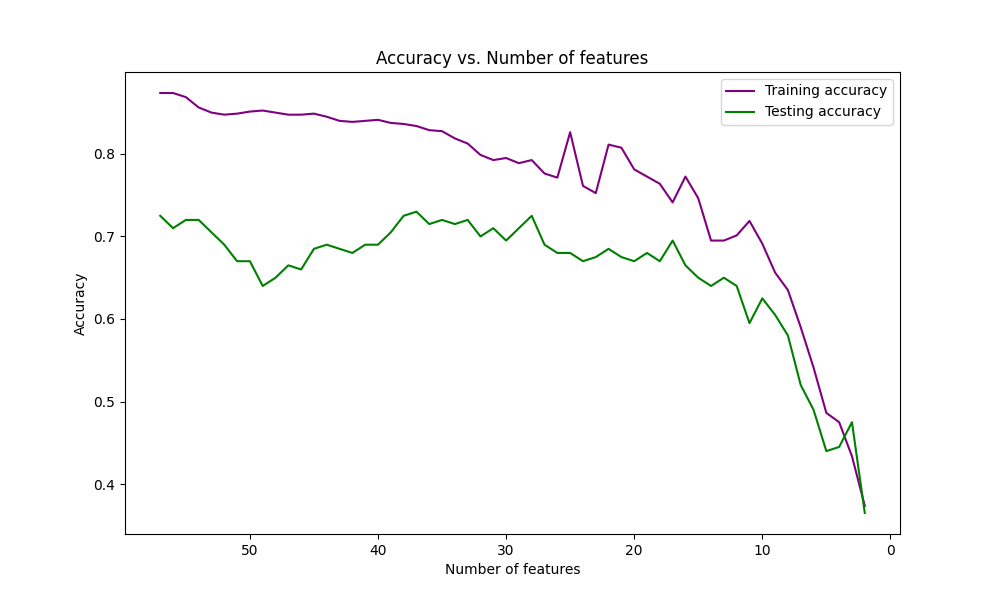 Accuracy vs. Number of features
Training accuracy
Testing accuracy
Accuracy
0.8
0.7
0.6
0.5
0.4
50 40 30 20 10 0
Number of features